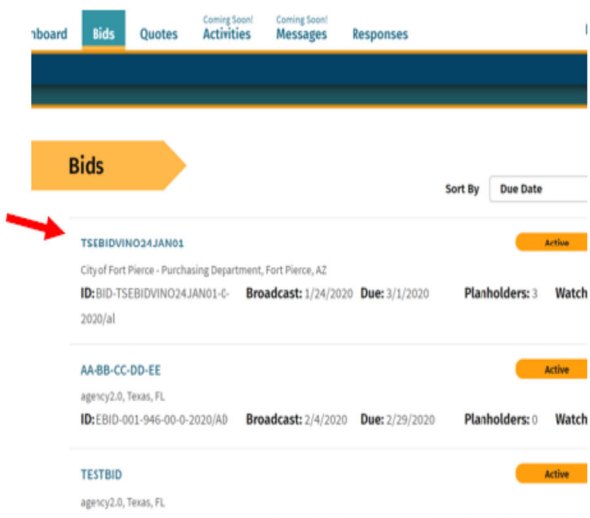 Coming Soon! Coming Soon!
Bids Quotes Activities Messages Responses
Bids
Sort By Due Date
TSEBIDVINO24JAN01 Active
City of Fort Pierce - Purchasing Department, Fort Pierce, AZ
ID: BID-TSEBIDVINO24JAN01-0- Broadcast: 1/24/2020 Due: 3/1/2020 Planholders: 3 Watch
2020/al
AA-BB-CC-DD-EE Active
agency2.0, Texas, FL
ID: EBID-001-946-00-0-2020/AD Broadcast: 2/4/2020 Due: 2/29/2020 Planholders: 0 Watch
TESTBID Active
agency2.0, Texas, FL